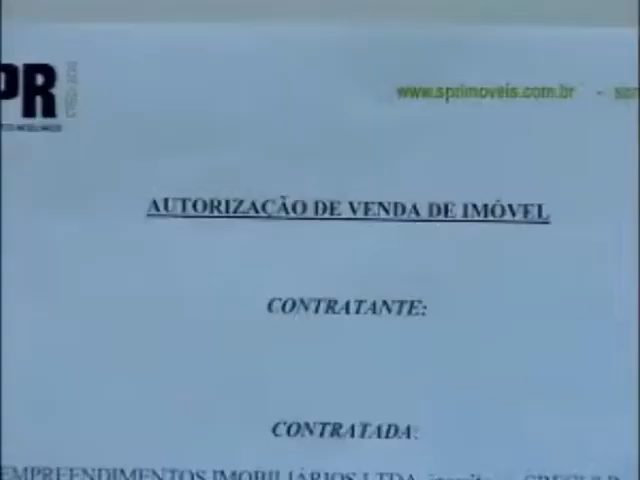 PR
www.sprimoveis.com.br -
AUTORIZAÇÃO DE VENDA DE IMÓVEL
CONTRATANTE:
CONTRATADA:
EMPREENDIMENTOS IMOBILIÁRIOS LTDA